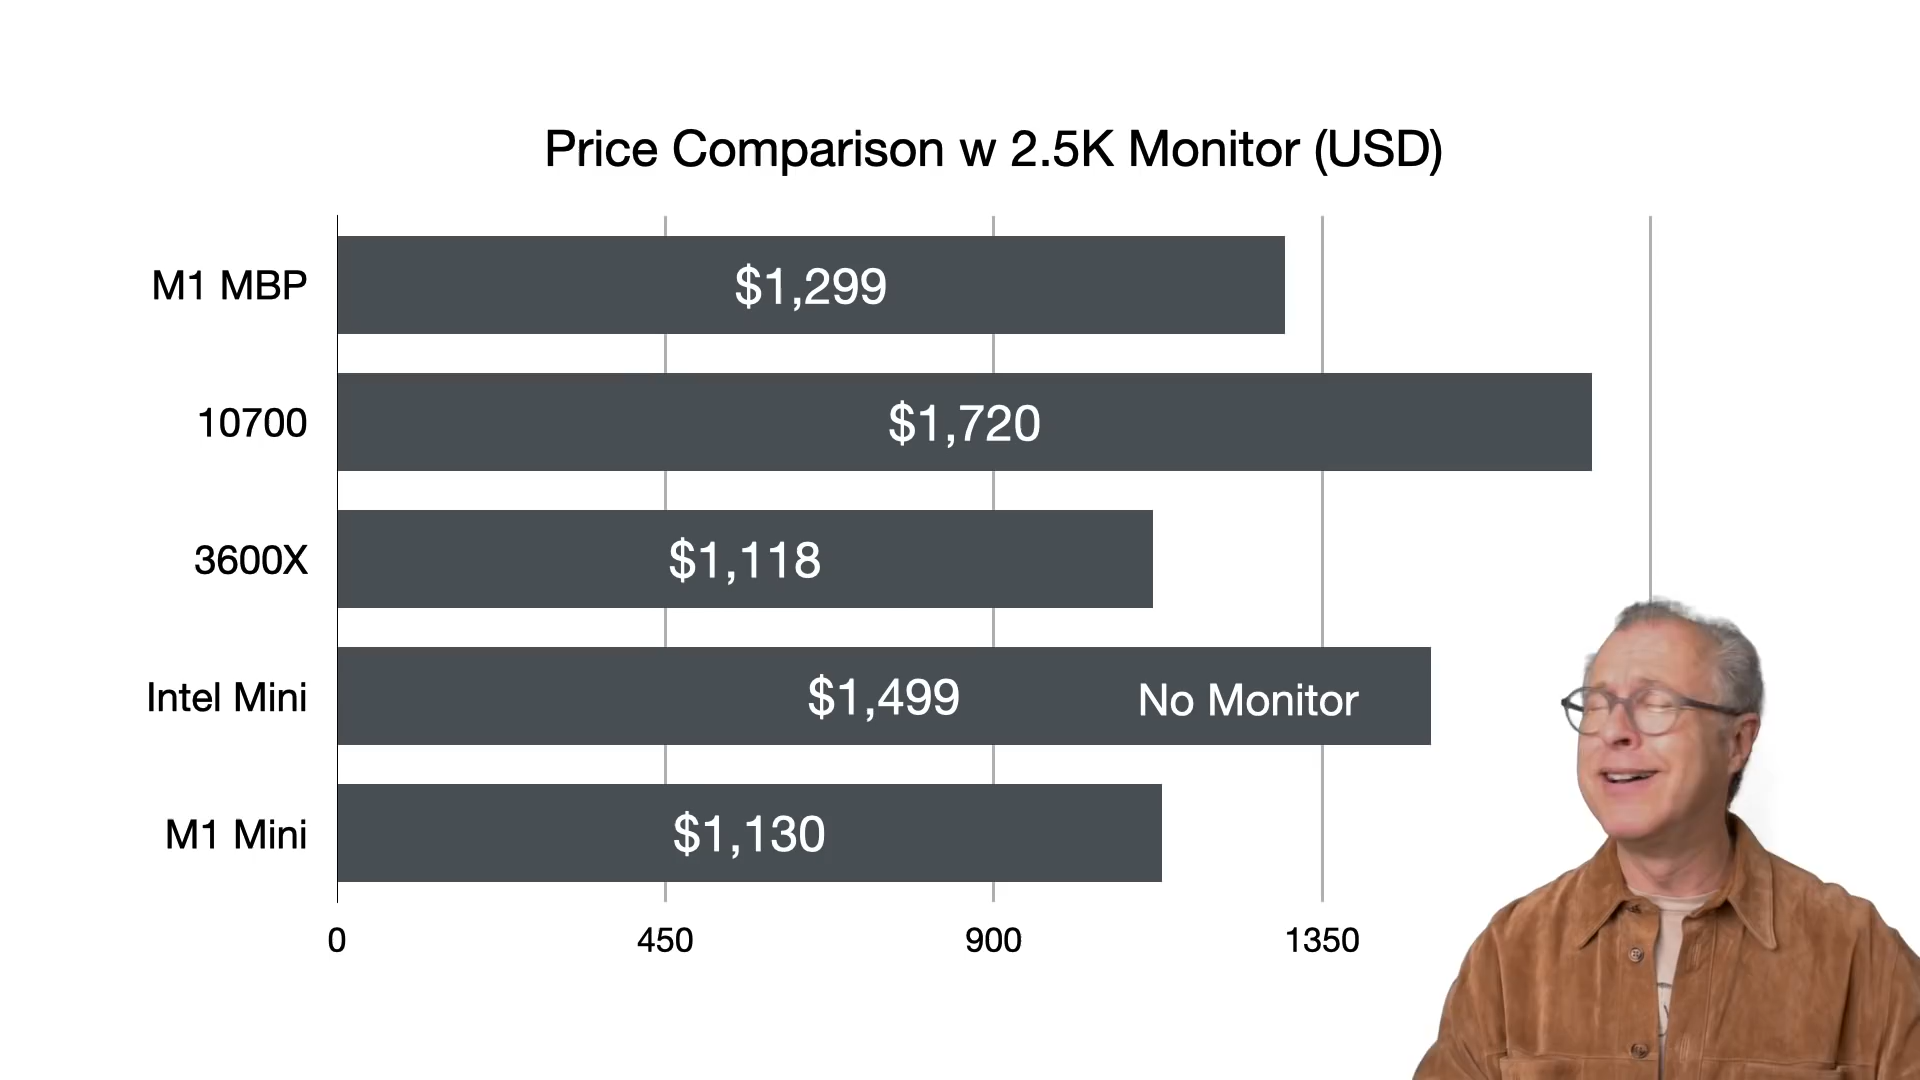 Price Comparison w 2.5K Monitor (USD)
M1 MBP $1,299
10700 $1,720
3600X $1,118
Intel Mini $1,499 No Monitor
M1 Mini $1,130
0 450 900 1350